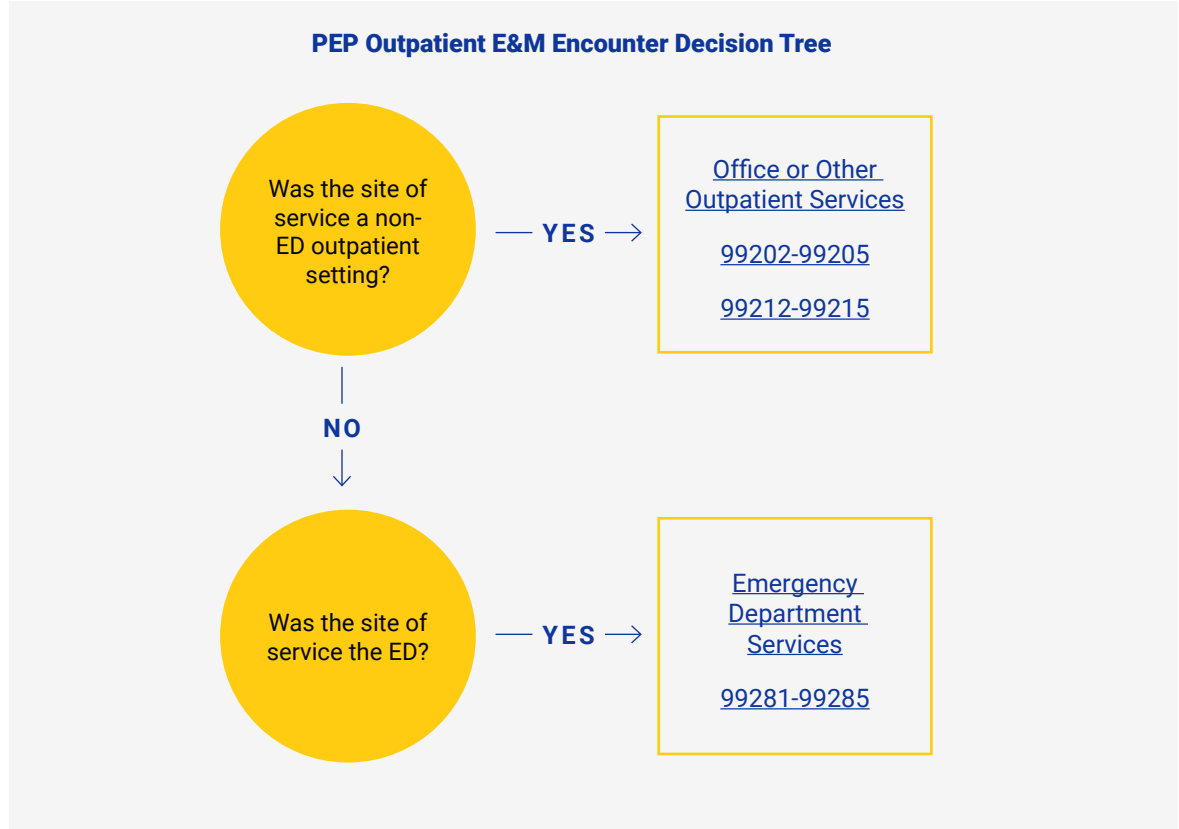 PEP Outpatient E&M Encounter Decision Tree
Was the site of
service a non-
ED outpatient
setting?
YES
Office or Other
Outpatient Services
99202-99205
99212-99215
NO
Was the site of
service the ED?
YES
Emergency
Department
Services
99281-99285